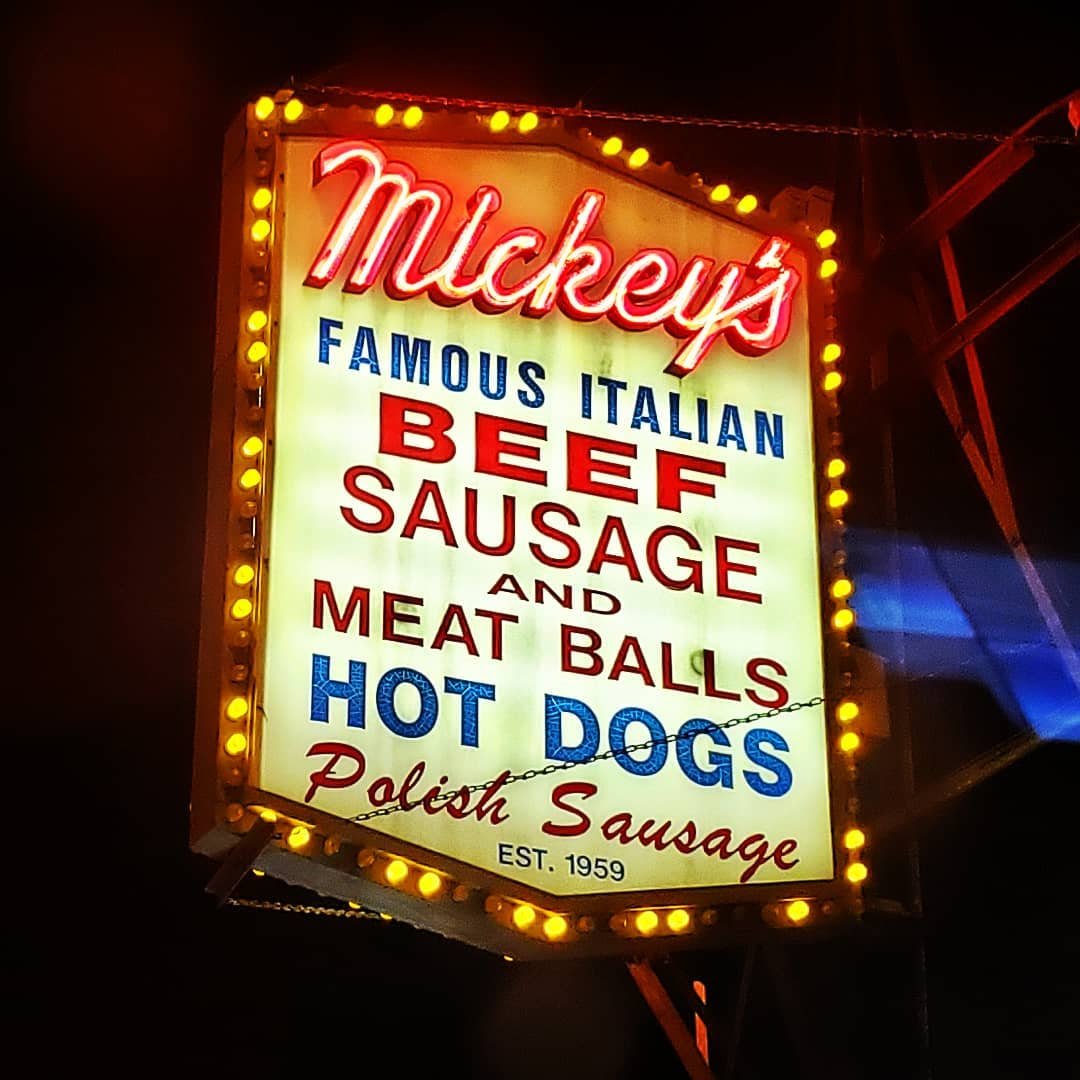 Mickey's
FAMOUS ITALIAN
BEEF
SAUSAGE
AND
MEAT BALLS
HOT DOGS
Polish Sausage
EST. 1959